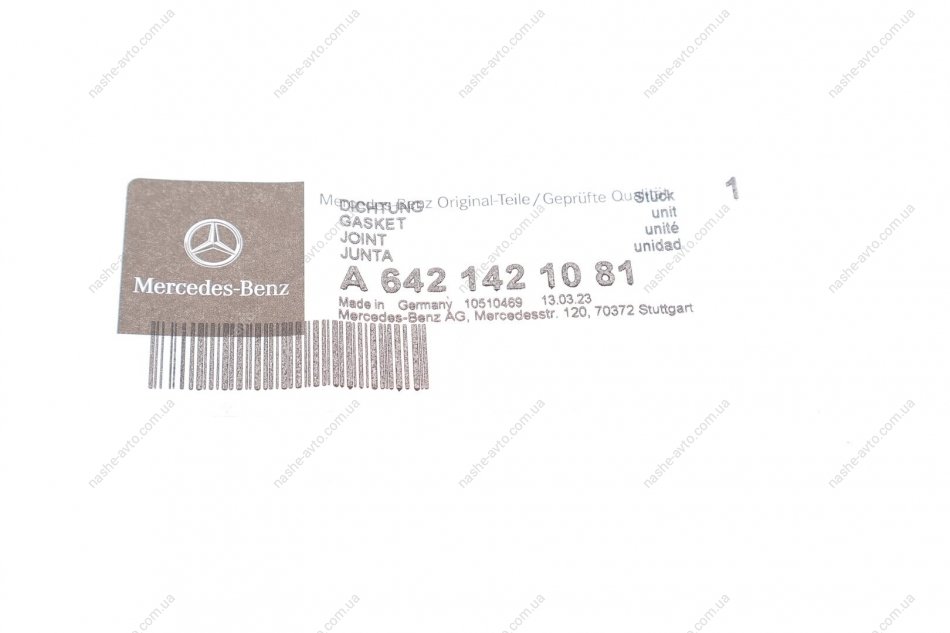 Mercedes-Benz Original-Teile/Geprüfte Qualität
1
DICHTUNG
Stück
GASKET
unit
JOINT
unité
JUNTA
unidad
A 642 142 10 81
Made in Germany 10510469 13.03.23
Mercedes-Benz AG, Mercedesstr. 120, 70372 Stuttgart
Mercedes-Benz
nashe-avto.com.ua